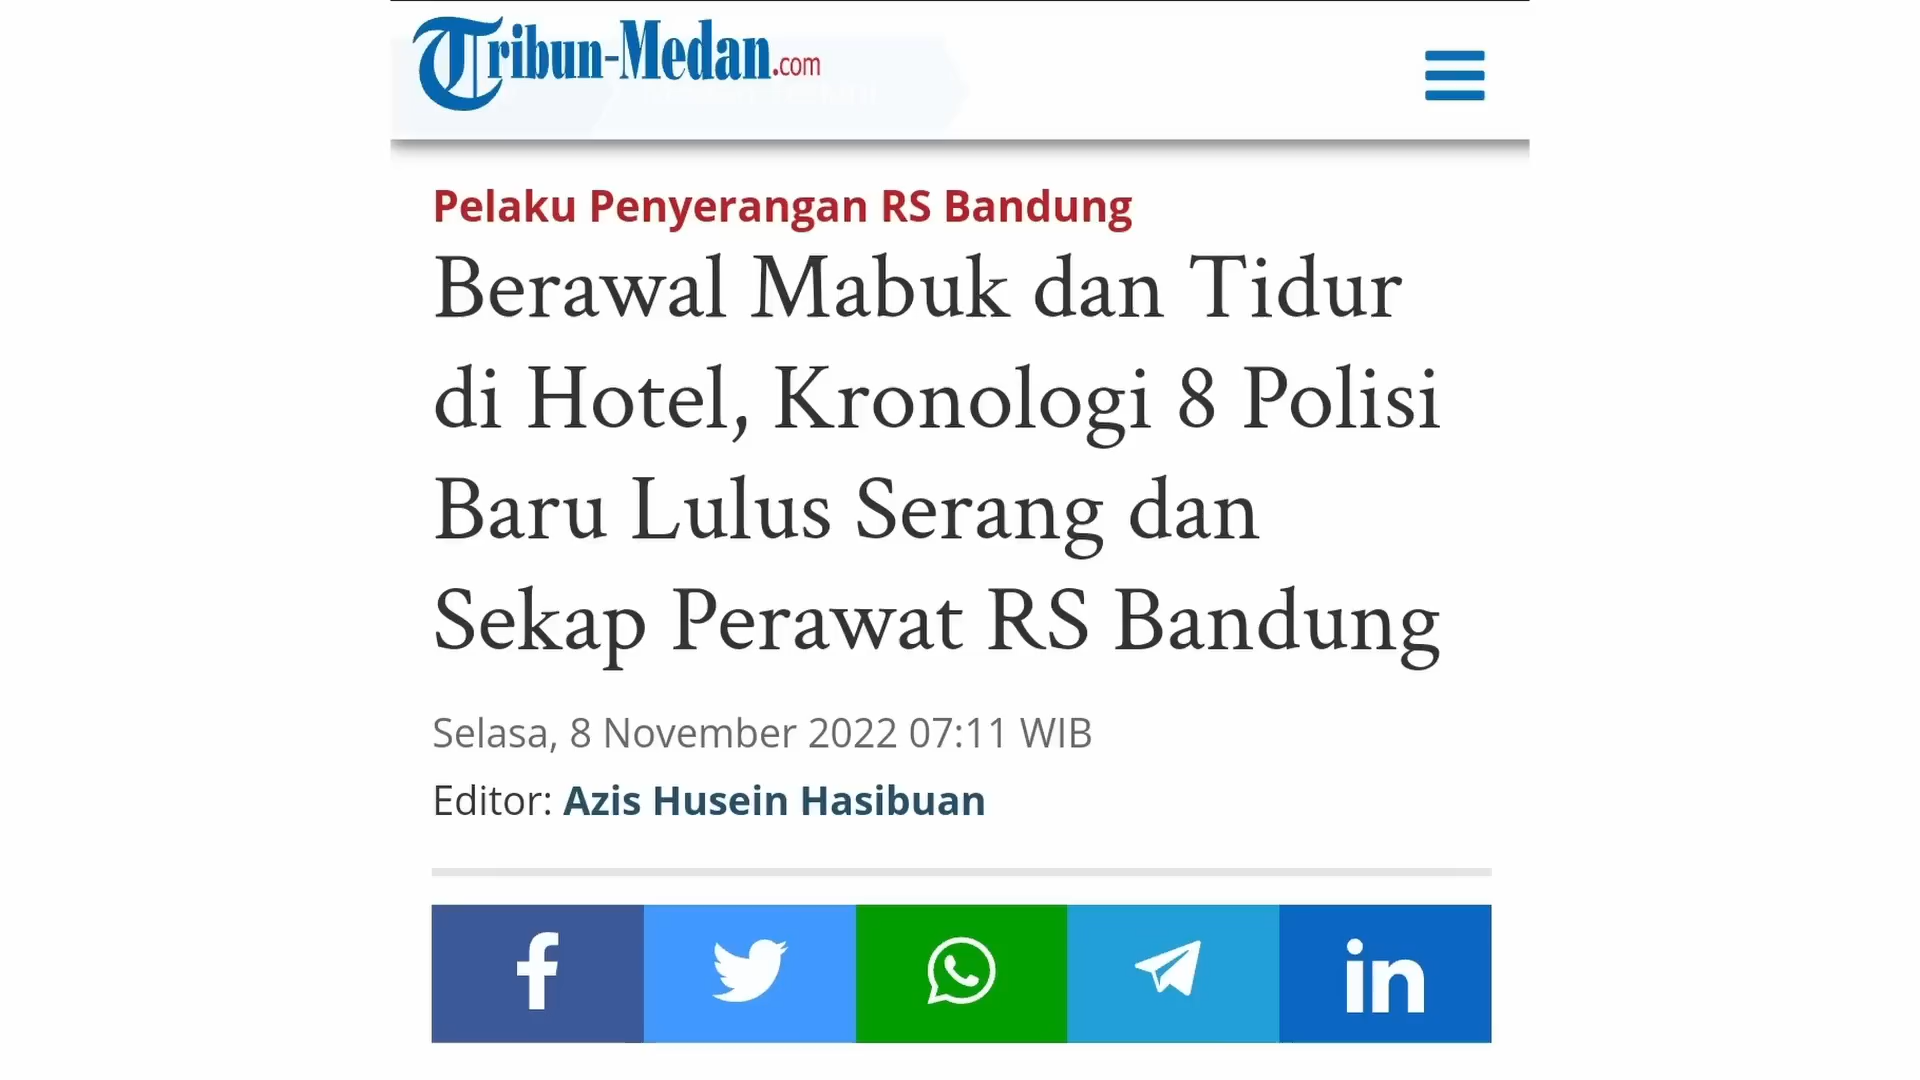 Tribun-Medan.com
Pelaku Penyerangan RS Bandung
Berawal Mabuk dan Tidur
di Hotel, Kronologi 8 Polisi
Baru Lulus Serang dan
Sekap Perawat RS Bandung
Selasa, 8 November 2022 07:11 WIB
Editor: Azis Husein Hasibuan